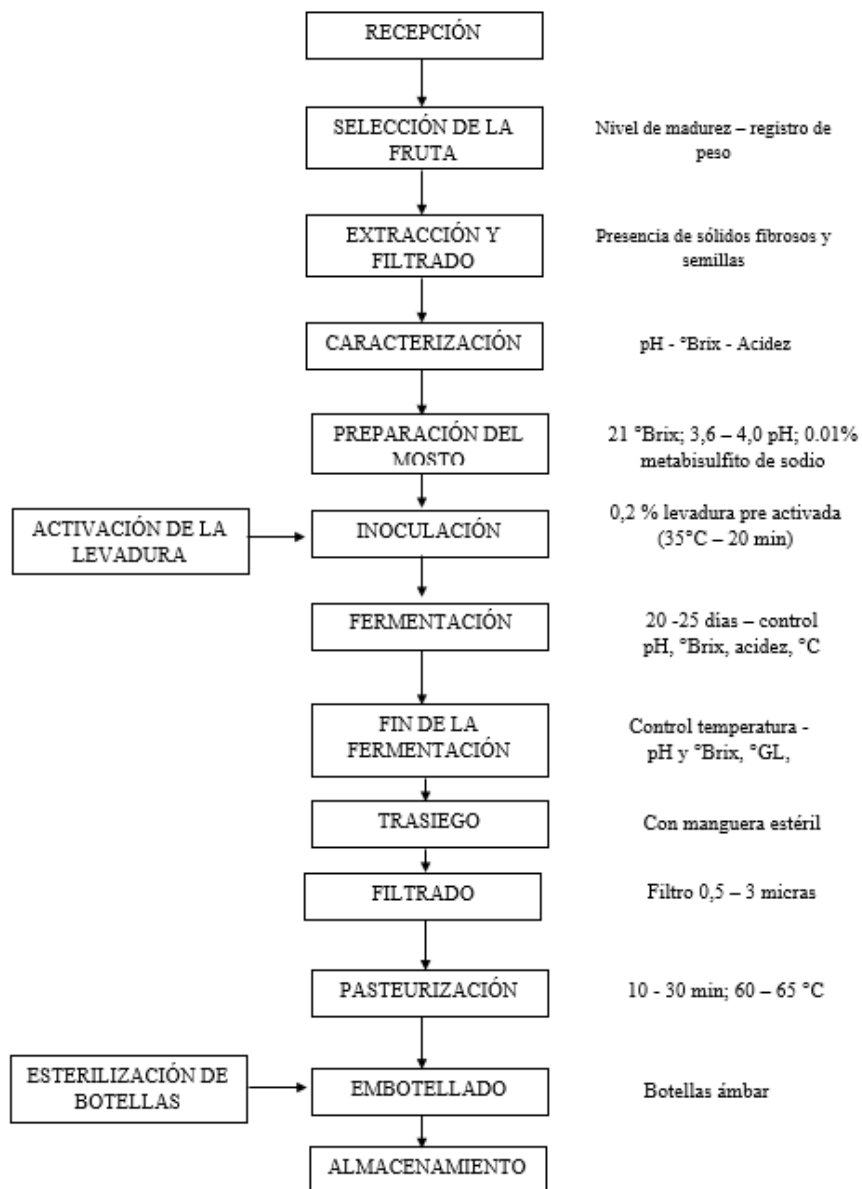 RECEPCIÓN
SELECCIÓN DE LA
FRUTA
Nivel de madurez – registro de
peso
EXTRACCIÓN Y
FILTRADO
Presencia de sólidos fibrosos y
semillas
CARACTERIZACIÓN
pH - °Brix - Acidez
PREPARACIÓN DEL
MOSTO
21 °Brix; 3,6 – 4,0 pH; 0.01%
metabisulfito de sodio
ACTIVACIÓN DE LA
LEVADURA
INOCULACIÓN
0,2 % levadura pre activada
(35°C – 20 min)
FERMENTACIÓN
20 -25 días – control
pH, °Brix, acidez, °C
FIN DE LA
FERMENTACIÓN
Control temperatura -
pH y °Brix, °GL,
TRASIEGO
Con manguera estéril
FILTRADO
Filtro 0,5 – 3 micras
PASTEURIZACIÓN
10 - 30 min; 60 – 65 °C
ESTERILIZACIÓN DE
BOTELLAS
EMBOTELLADO
Botellas ámbar
ALMACENAMIENTO